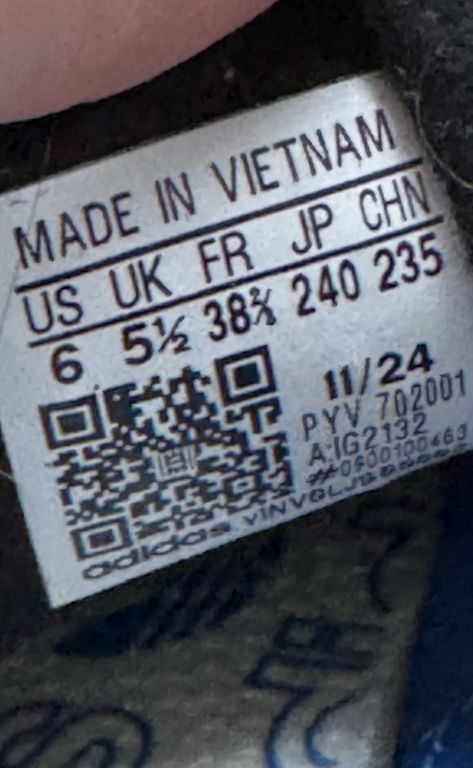 MADE IN VIETNAM
US UK FR JP CHN
6 5½ 38⅔ 240 235
11/24
PYV 702001
A:IG2132
#:0600100463
adidas